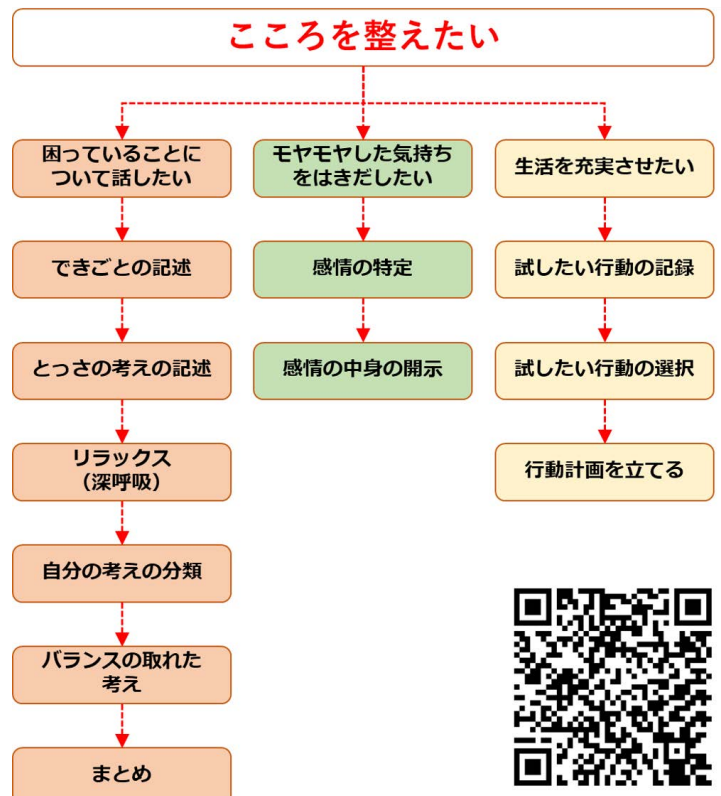 こころを整えたい
困っていることに
ついて話したい
できごとの記述
とっさの考えの記述
リラックス
（深呼吸）
自分の考えの分類
バランスの取れた
考え
まとめ
モヤモヤした気持ち
をはきだしたい
感情の特定
感情の中身の開示
生活を充実させたい
試したい行動の記録
試したい行動の選択
行動計画を立てる